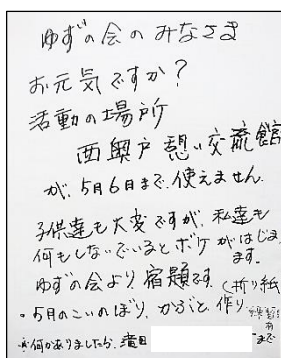 ゆずの会のみなさま
お元気ですか?
活動の場所
西奥戸憩い交流館
が、5月6日まで、使えません。
子供達も大変ですが、私達も
何もしないでいるとボケがはじま
ます。
ゆずの会より宿題です。(折り紙
・5月のこいのぼり、かぶと、作り。
何かありましたら、滝田
まで